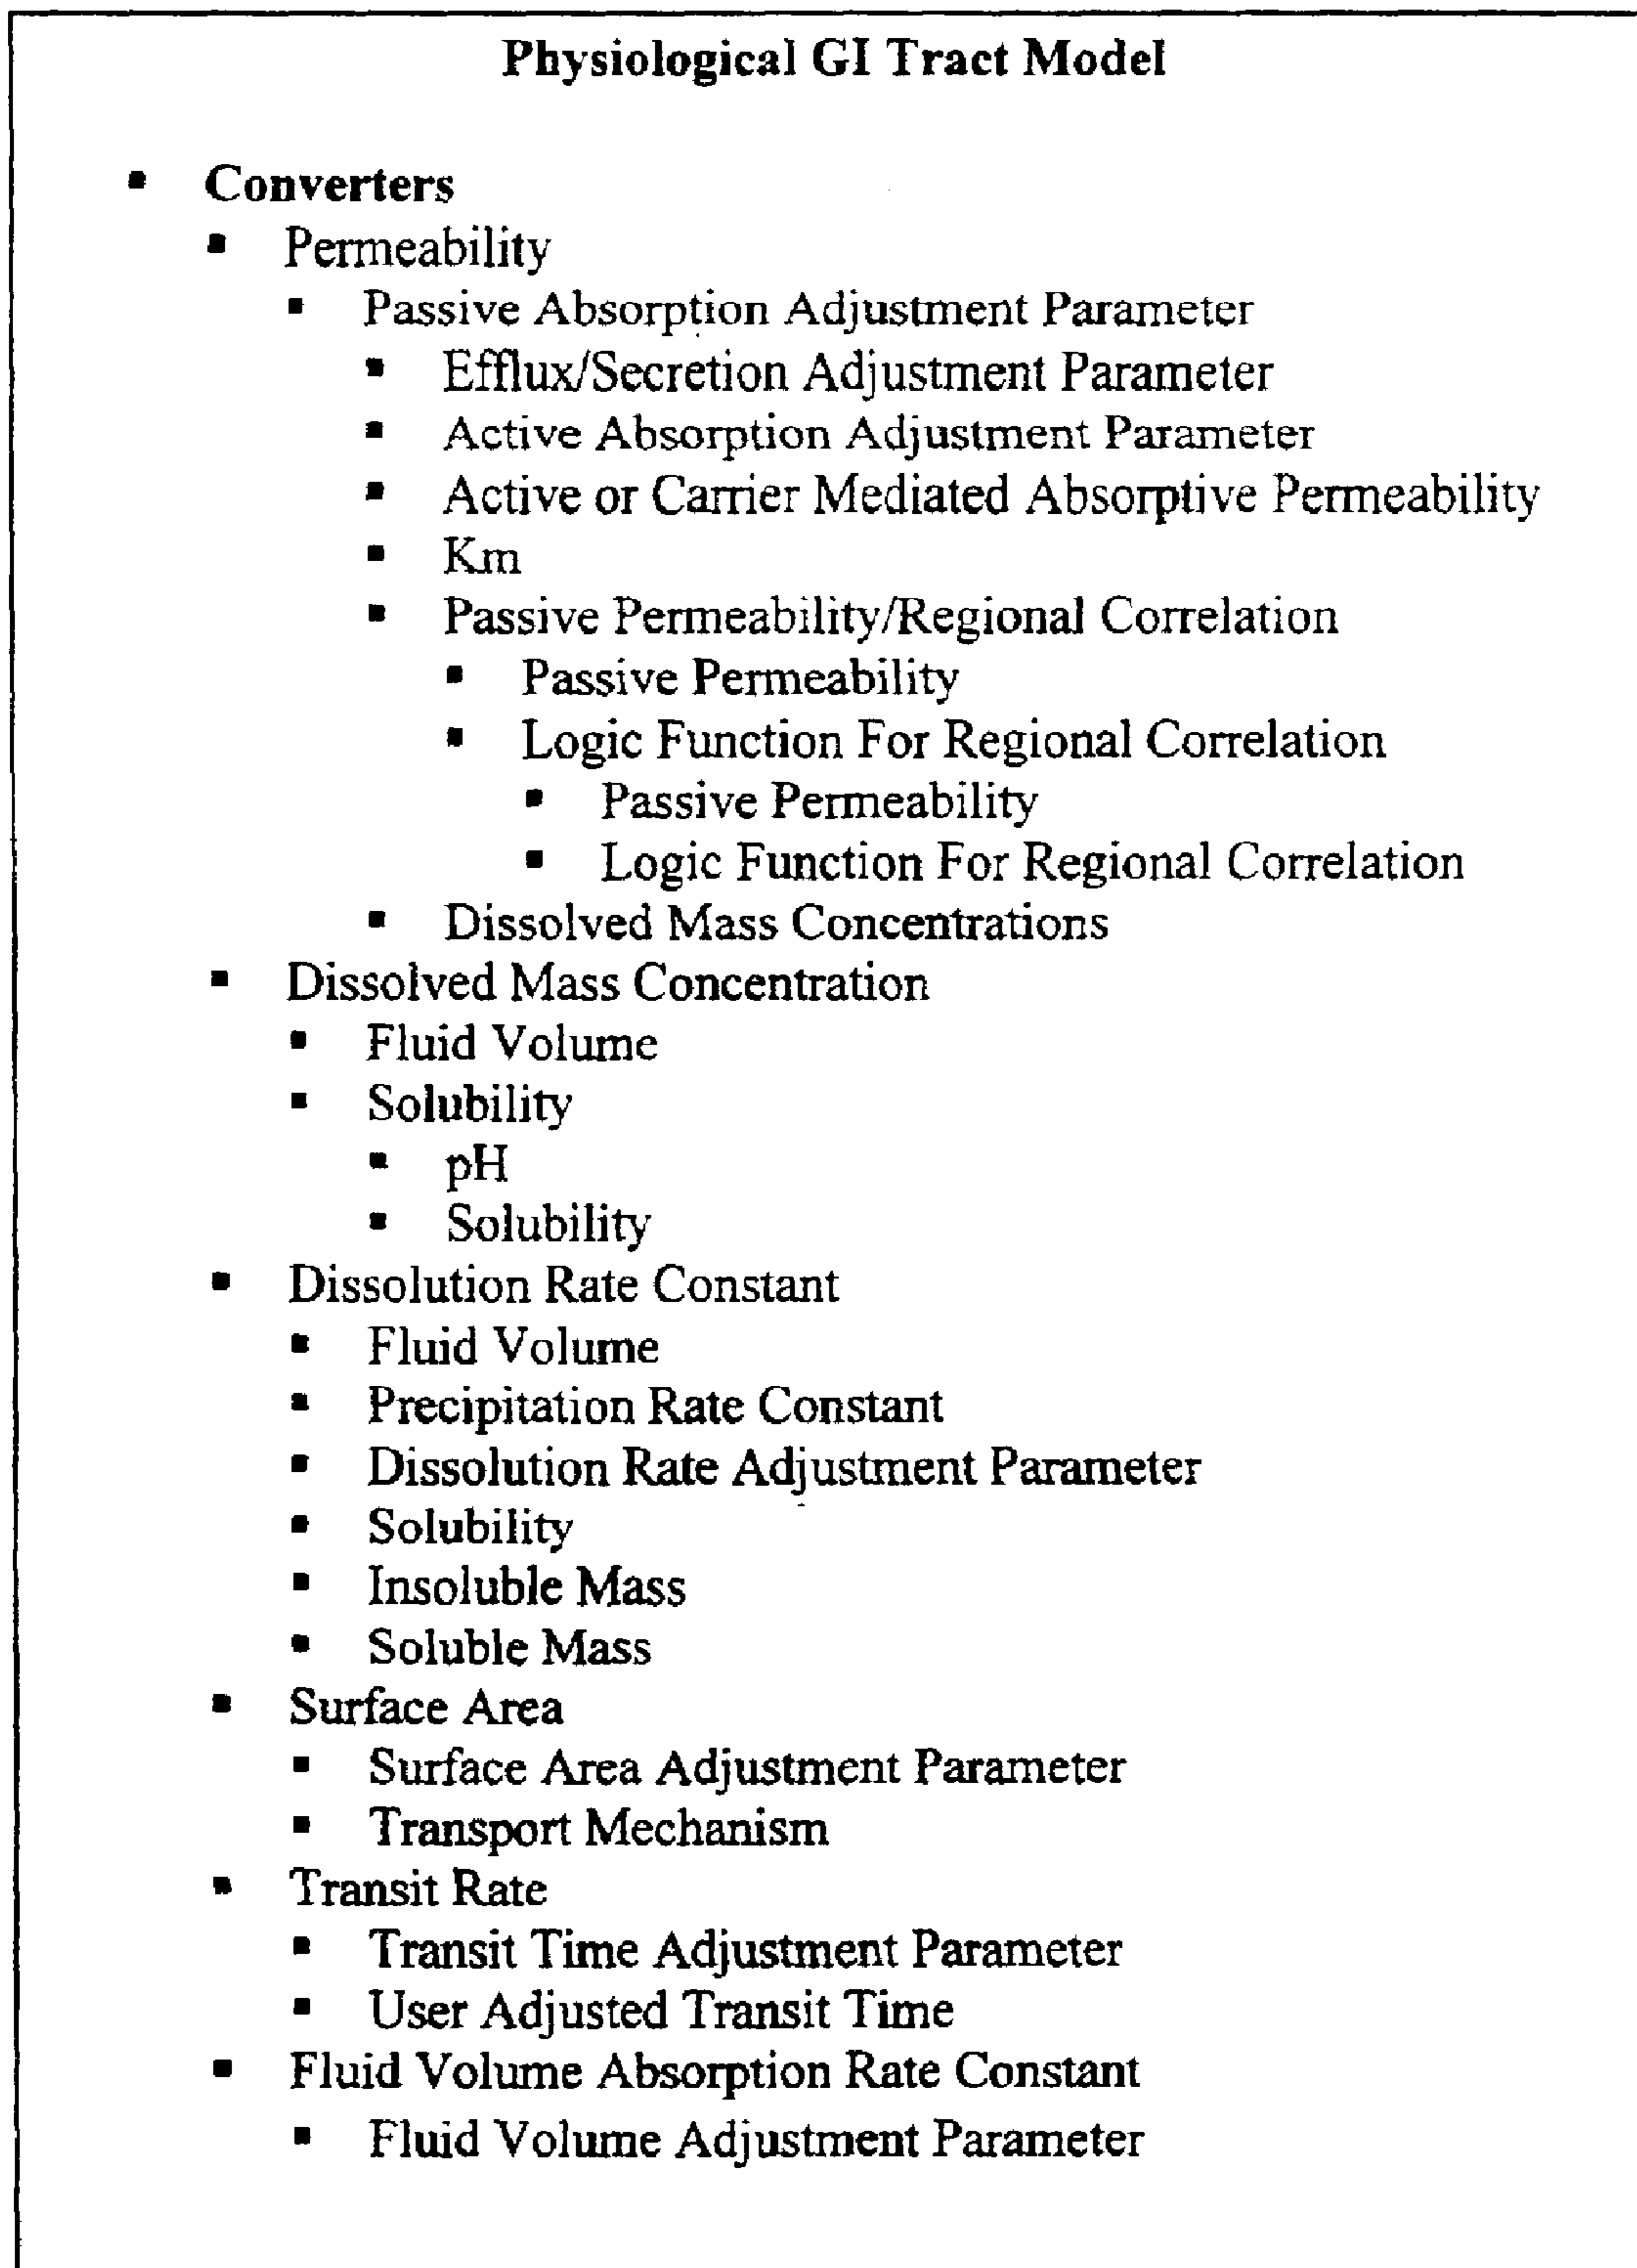 Physiological GI Tract Model
▪ Converters
▪ Permeability
▪ Passive Absorption Adjustment Parameter
▪ Efflux/Secretion Adjustment Parameter
▪ Active Absorption Adjustment Parameter
▪ Active or Carrier Mediated Absorptive Permeability
▪ Km
▪ Passive Permeability/Regional Correlation
▪ Passive Permeability
▪ Logic Function For Regional Correlation
▪ Passive Permeability
▪ Logic Function For Regional Correlation
▪ Dissolved Mass Concentrations
▪ Dissolved Mass Concentration
▪ Fluid Volume
▪ Solubility
▪ pH
▪ Solubility
▪ Dissolution Rate Constant
▪ Fluid Volume
▪ Precipitation Rate Constant
▪ Dissolution Rate Adjustment Parameter
▪ Solubility
▪ Insoluble Mass
▪ Soluble Mass
▪ Surface Area
▪ Surface Area Adjustment Parameter
▪ Transport Mechanism
▪ Transit Rate
▪ Transit Time Adjustment Parameter
▪ User Adjusted Transit Time
▪ Fluid Volume Absorption Rate Constant
▪ Fluid Volume Adjustment Parameter